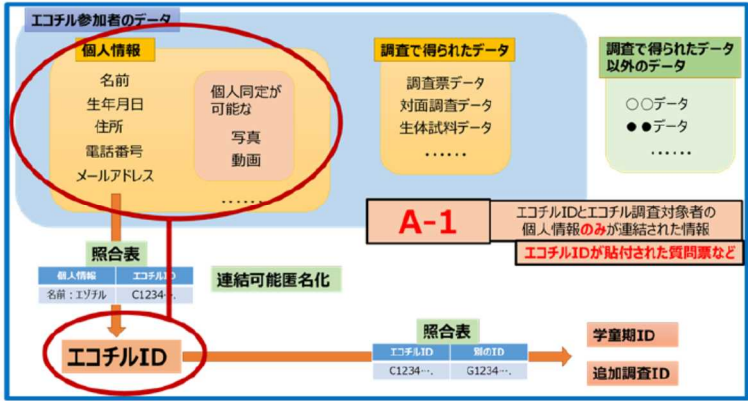 エコチル参加者のデータ
個人情報
名前
生年月日
住所
電話番号
メールアドレス
個人同定が
可能な
写真
動画
……
調査で得られたデータ
調査票データ
対面調査データ
生体試料データ
……
調査で得られたデータ
以外のデータ
○○データ
●●データ
……
A-1
エコチルIDとエコチル調査対象者の
個人情報のみが連結された情報
エコチルIDが貼付された質問票など
照合表
個人情報 エコチルID
名前：エゾチル C1234….
連結可能匿名化
エコチルID
照合表
エコチルID 別のID
C1234…. G1234….
学童期ID
追加調査ID